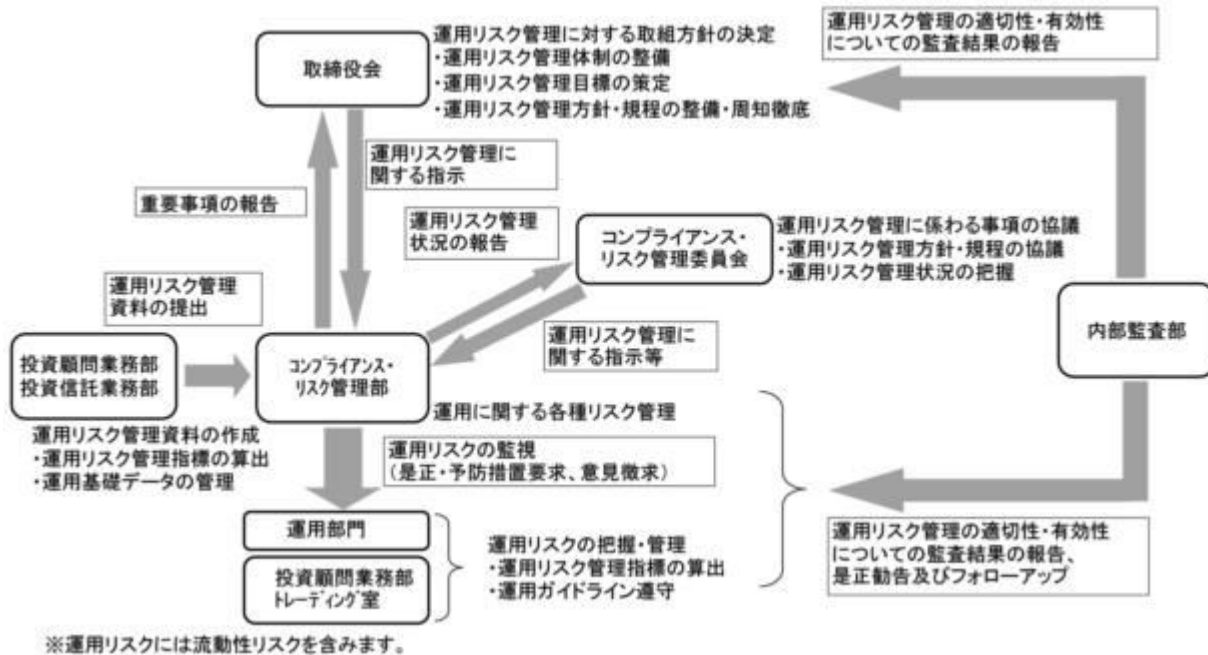 取締役会
運用リスク管理に対する取組方針の決定
・運用リスク管理体制の整備
・運用リスク管理目標の策定
・運用リスク管理方針・規程の整備・周知徹底
運用リスク管理の適切性・有効性
についての監査結果の報告
運用リスク管理に
関する指示
重要事項の報告
運用リスク管理
状況の報告
コンプライアンス・
リスク管理委員会
運用リスク管理に係わる事項の協議
・運用リスク管理方針・規程の協議
・運用リスク管理状況の把握
運用リスク管理
資料の提出
運用リスク管理に
関する指示等
内部監査部
投資顧問業務部
投資信託業務部
コンプライアンス・
リスク管理部
運用に関する各種リスク管理
運用リスク管理資料の作成
・運用リスク管理指標の算出
・運用基礎データの管理
運用リスクの監視
(是正・予防措置要求、意見徴求)
運用部門
投資顧問業務部
トレーディング室
運用リスクの把握・管理
・運用リスク管理指標の算出
・運用ガイドライン遵守
運用リスク管理の適切性・有効性
についての監査結果の報告、
是正勧告及びフォローアップ
※運用リスクには流動性リスクを含みます。